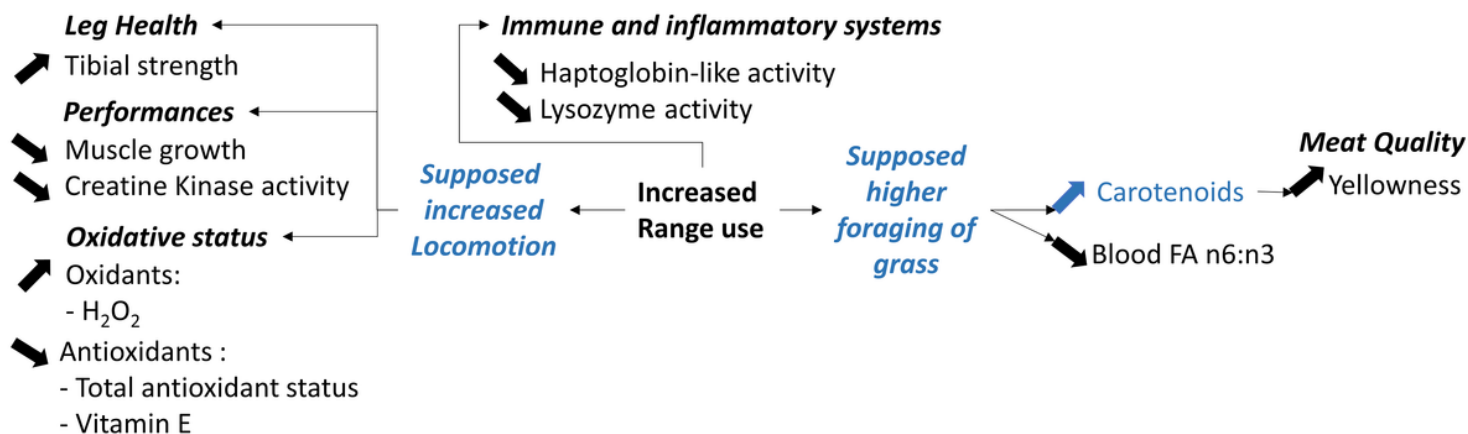 Leg Health
Tibial strength
Performances
Muscle growth
Creatine Kinase activity
Oxidative status
Oxidants:
- H₂O₂
Antioxidants :
- Total antioxidant status
- Vitamin E
Supposed
increased
Locomotion
Immune and inflammatory systems
Haptoglobin-like activity
Lysozyme activity
Increased
Range use
Supposed
higher
foraging of
grass
Carotenoids
Blood FA n6:n3
Meat Quality
Yellowness